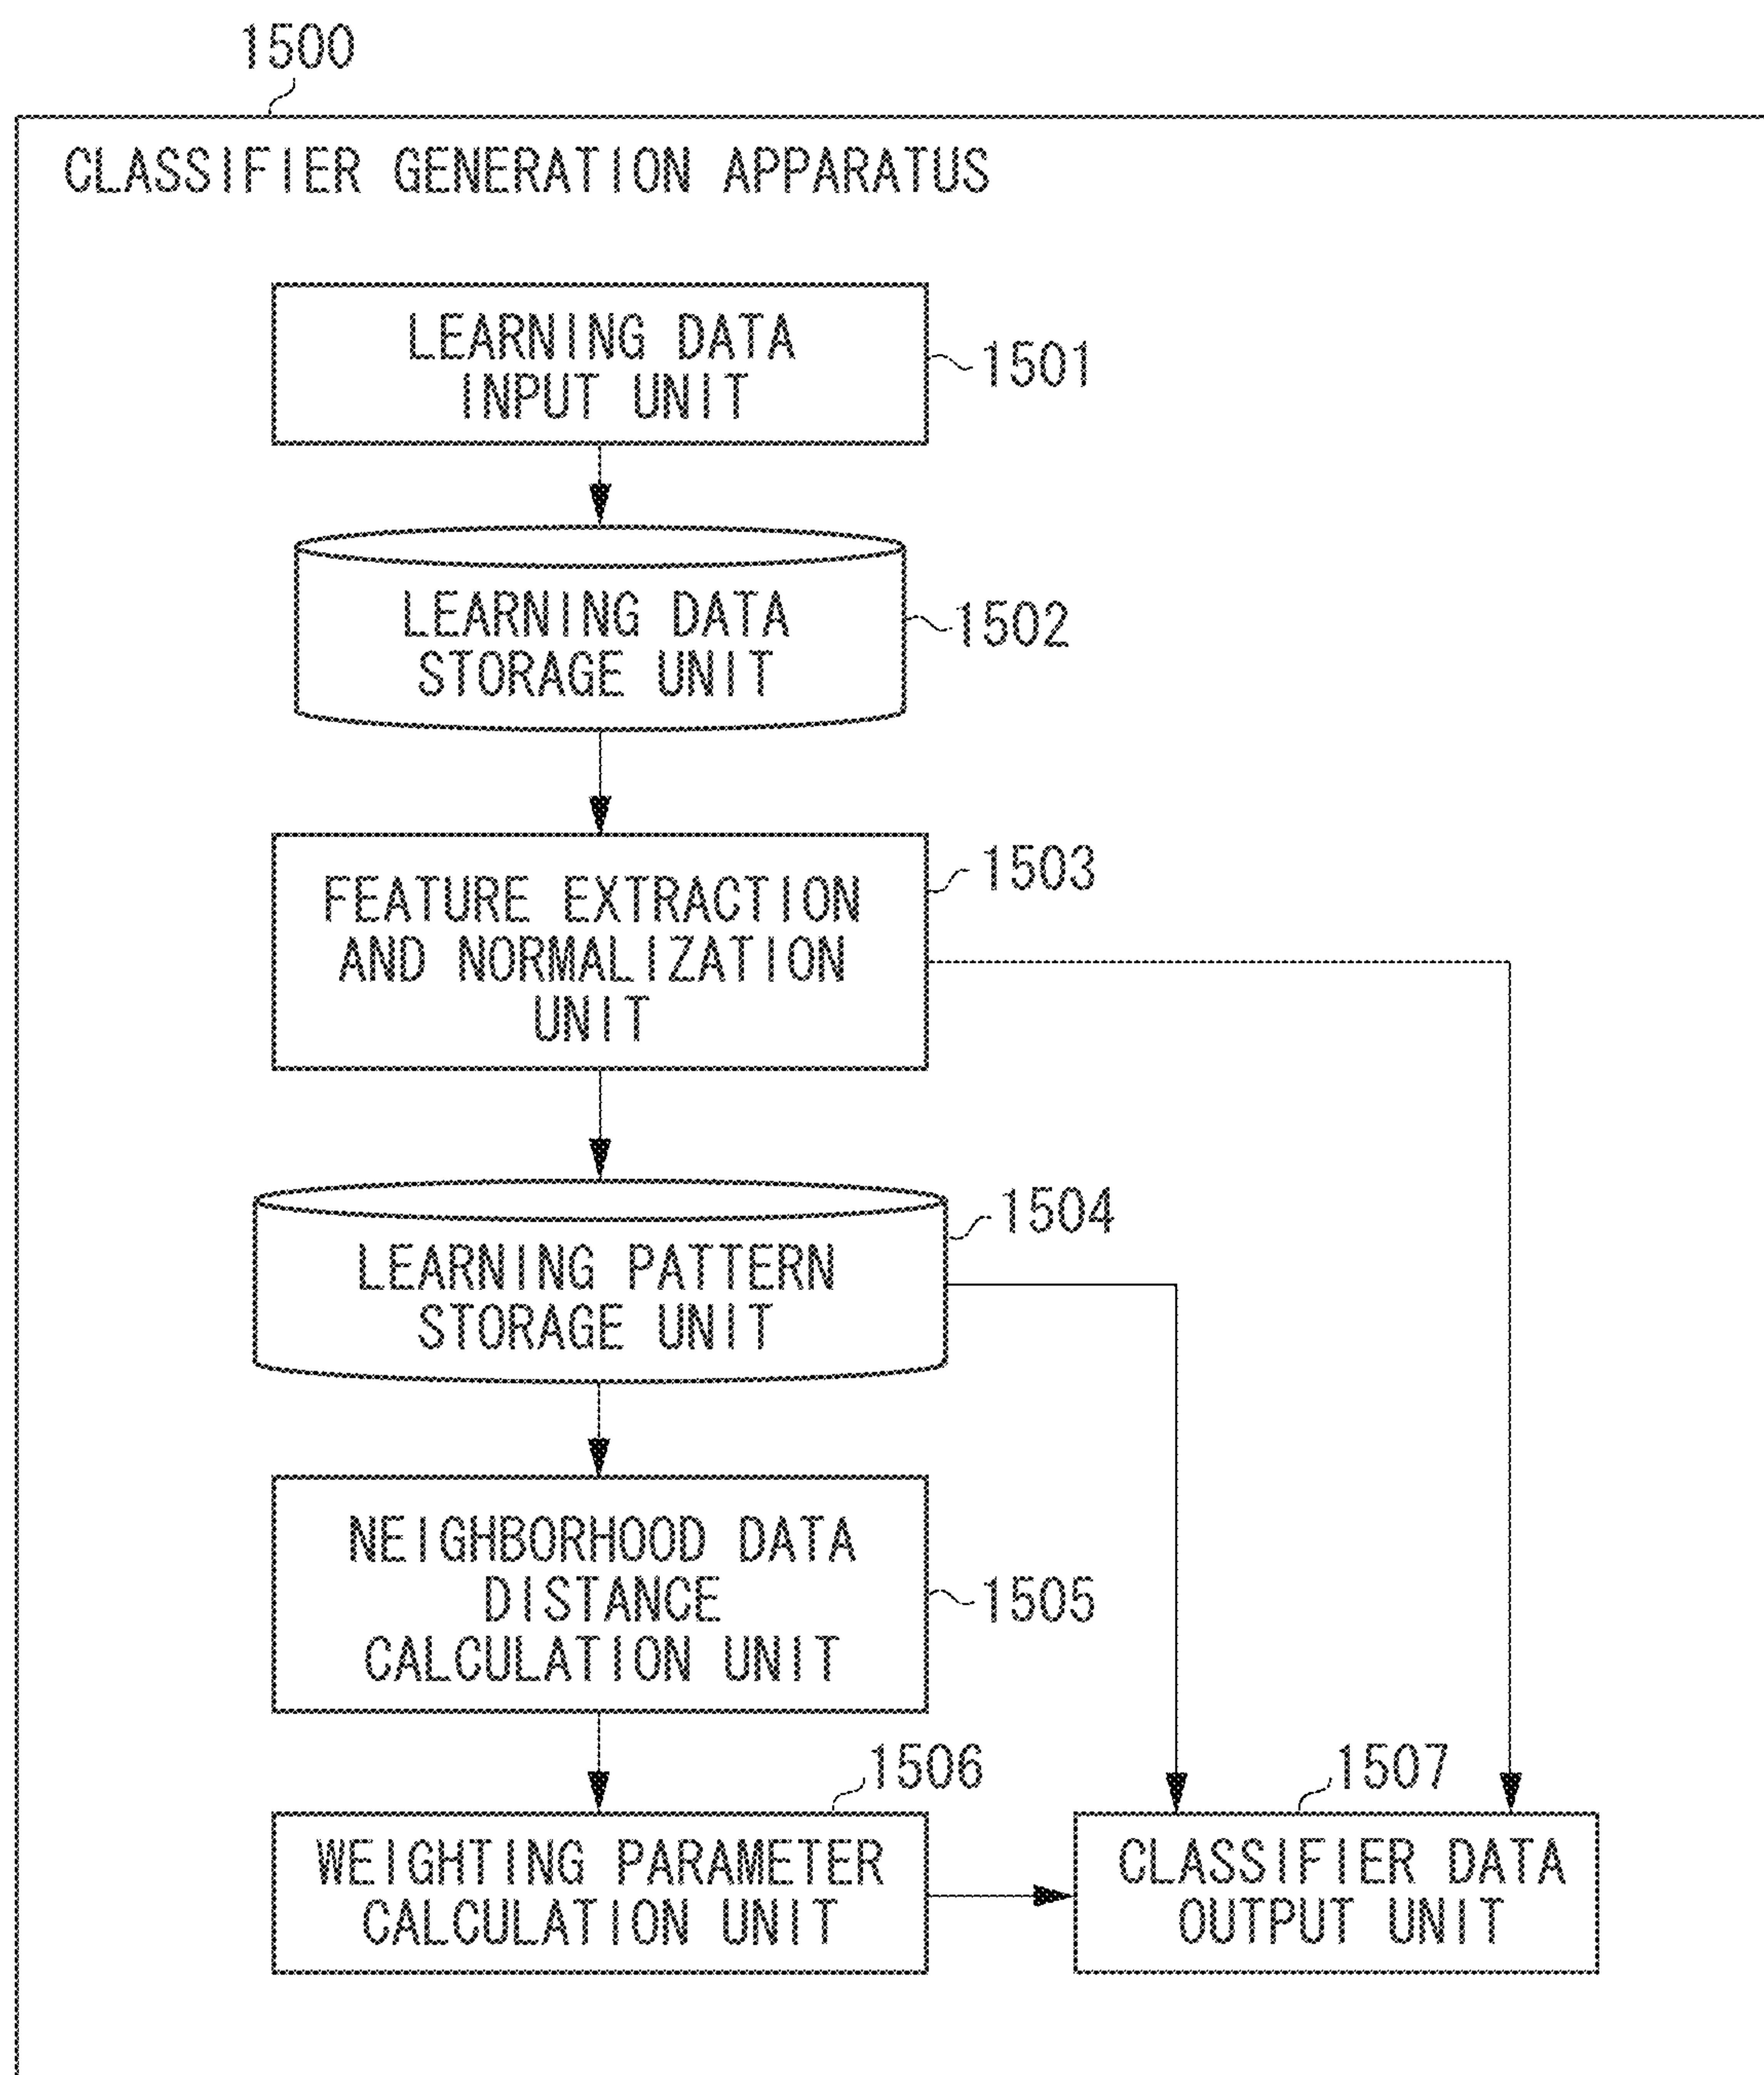 1500
CLASSIFIER GENERATION APPARATUS
LEARNING DATA
INPUT UNIT
1501
LEARNING DATA
STORAGE UNIT
1502
1503
FEATURE EXTRACTION
AND NORMALIZATION
UNIT
1504
LEARNING PATTERN
STORAGE UNIT
NEIGHBORHOOD DATA
DISTANCE
CALCULATION UNIT
1505
1506
WEIGHTING PARAMETER
CALCULATION UNIT
1507
CLASSIFIER DATA
OUTPUT UNIT